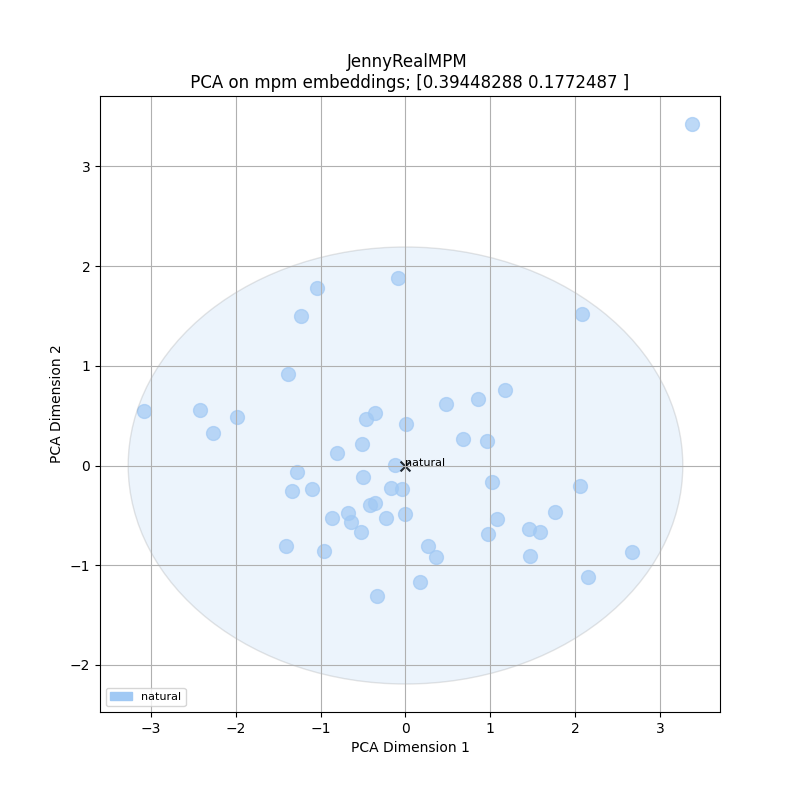 JennyRealMPM
PCA on mpm embeddings; [0.39448288 0.1772487 ]
PCA Dimension 2
3
2
1
0
−1
−2
natural
natural
−3
−2
−1
0
1
2
3
PCA Dimension 1